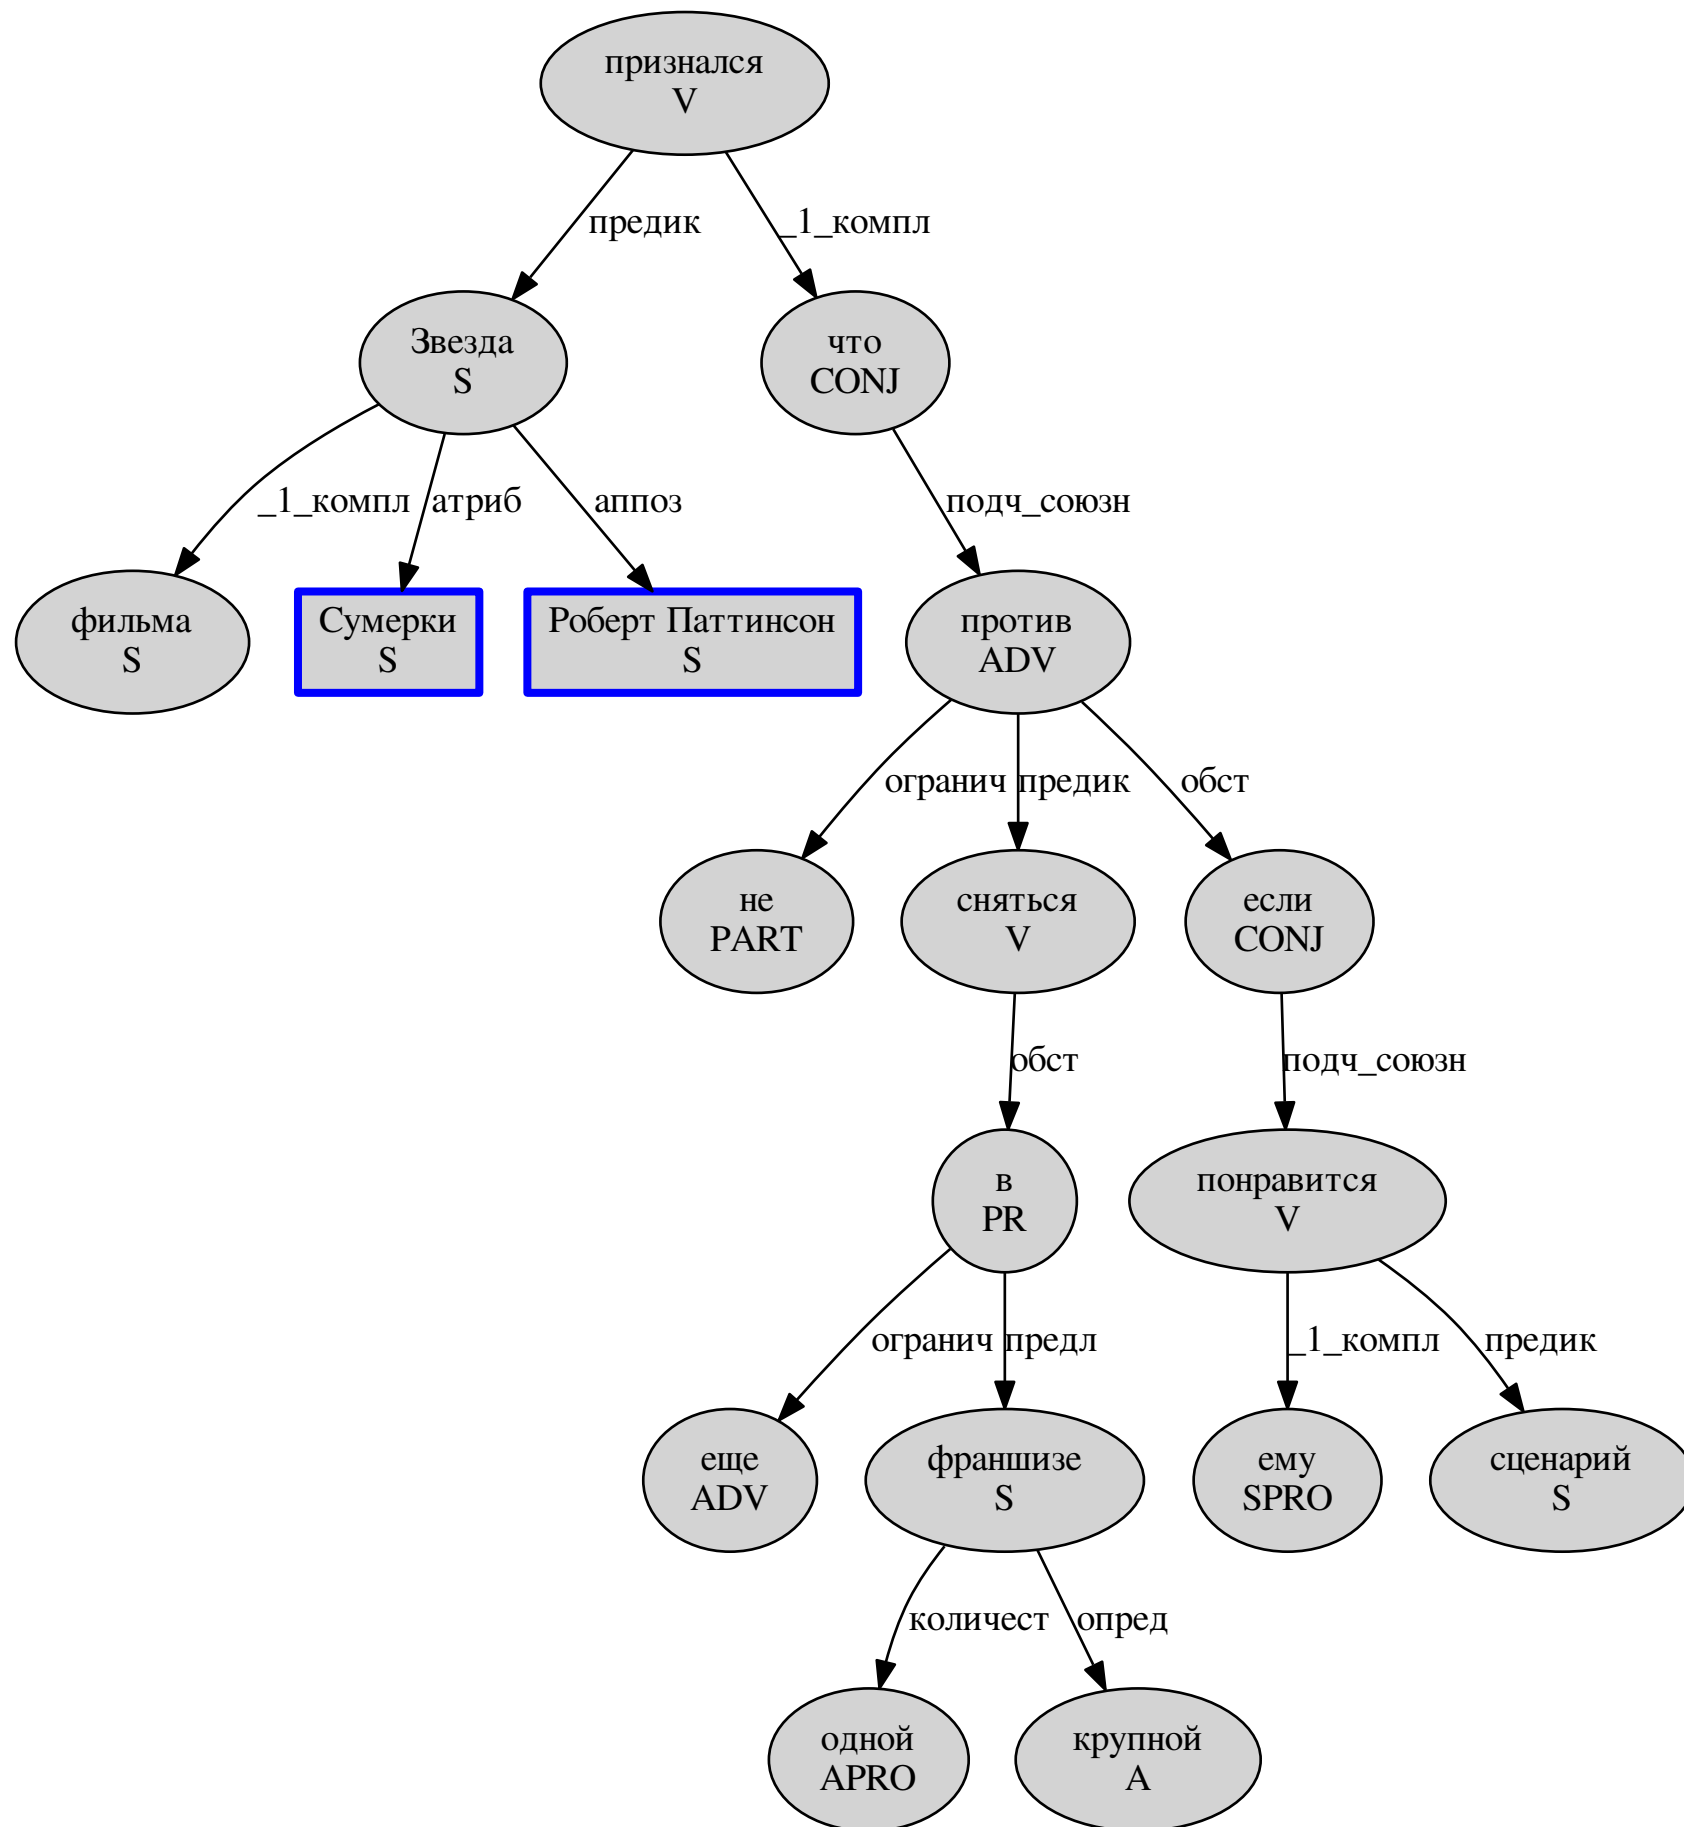 признался
V
предик
_1_компл
Звезда
S
что
CONJ
_1_компл
атриб
аппоз
подч_союзн
фильма
S
Сумерки
S
Роберт Паттинсон
S
против
ADV
огранич
предик
обст
не
PART
сняться
V
если
CONJ
обст
подч_союзн
в
PR
понравится
V
огранич
предл
_1_компл
предик
еще
ADV
франшизе
S
ему
SPRO
сценарий
S
количест
опред
одной
APRO
крупной
A